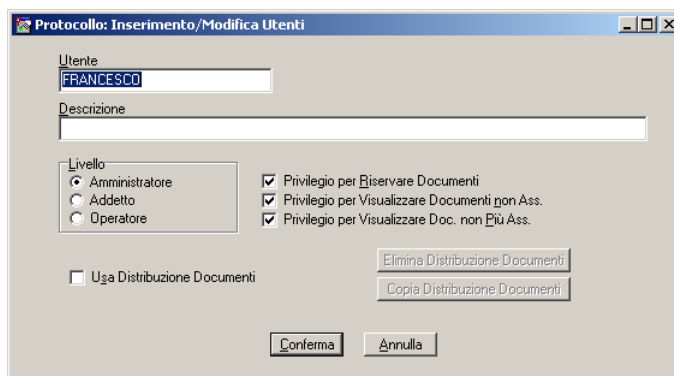 Protocollo: Inserimento/Modifica Utenti
Utente
FRANCESCO
Descrizione
Livello
Amministratore
Addetto
Operatore
Privilegio per Riservare Documenti
Privilegio per Visualizzare Documenti non Ass.
Privilegio per Visualizzare Doc. non Più Ass.
Usa Distribuzione Documenti
Elimina Distribuzione Documenti
Copia Distribuzione Documenti
Conferma Annulla